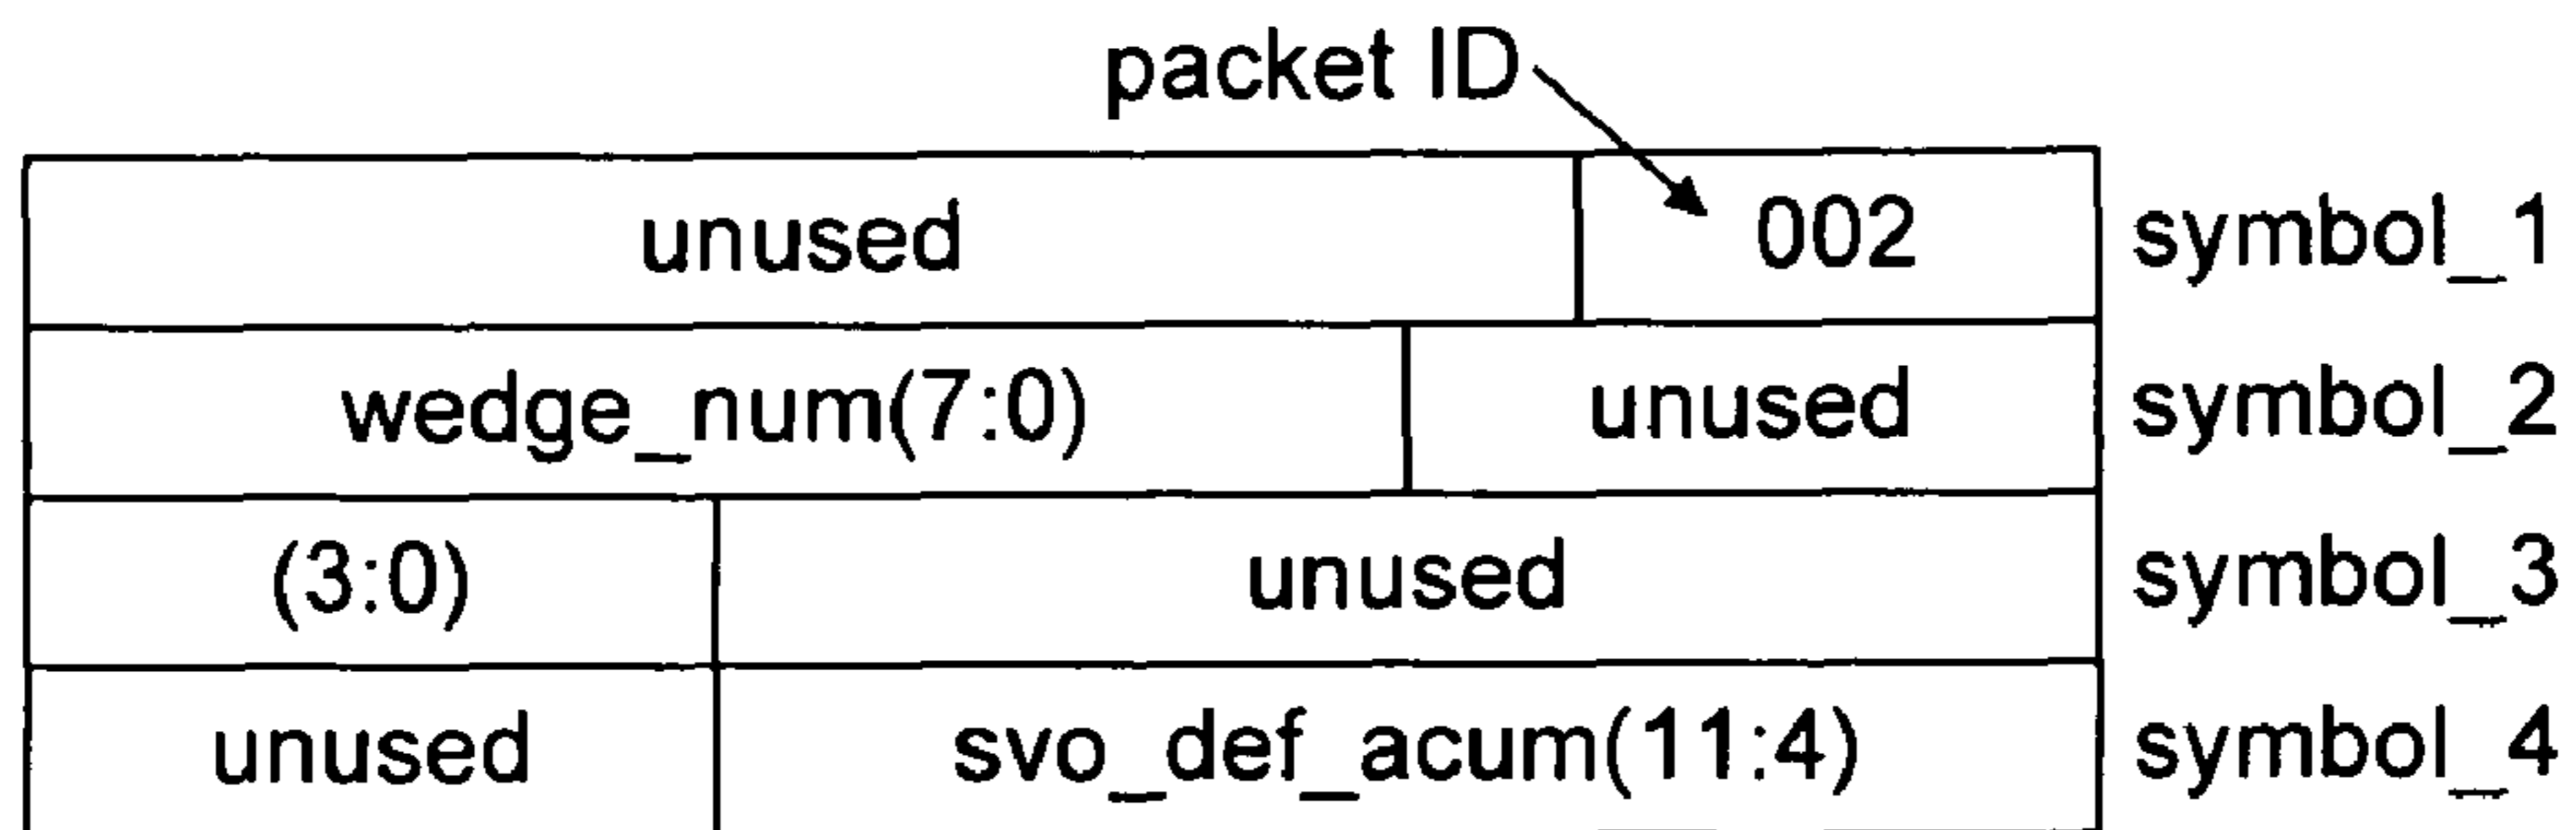 packet ID
unused 002 symbol_1
wedge_num(7:0) unused symbol_2
(3:0) unused symbol_3
unused svo_def_acum(11:4) symbol_4